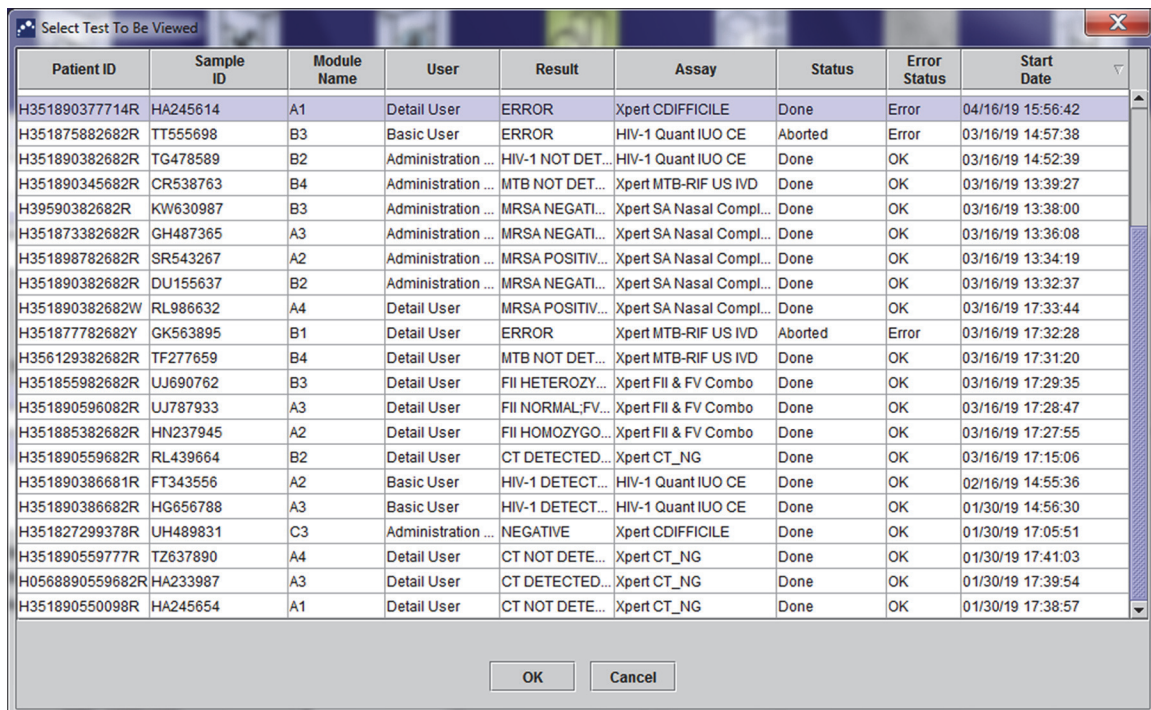 Select Test To Be Viewed
Patient ID Sample ID Module Name User Result Assay Status Error Status Start Date
H351890377714R HA245614 A1 Detail User ERROR Xpert CDIFFICILE Done Error 04/16/19 15:56:42
H351875882682R TT555698 B3 Basic User ERROR HIV-1 Quant IUO CE Aborted Error 03/16/19 14:57:38
H351890382682R TG478589 B2 Administration ... HIV-1 NOT DET... HIV-1 Quant IUO CE Done OK 03/16/19 14:52:39
H351890345682R CR538763 B4 Administration ... MTB NOT DET... Xpert MTB-RIF US IVD Done OK 03/16/19 13:39:27
H39590382682R KW630987 B3 Administration ... MRSA NEGATI... Xpert SA Nasal Compl... Done OK 03/16/19 13:38:00
H351873382682R GH487365 A3 Administration ... MRSA NEGATI... Xpert SA Nasal Compl... Done OK 03/16/19 13:36:08
H351898782682R SR543267 A2 Administration ... MRSA POSITIV... Xpert SA Nasal Compl... Done OK 03/16/19 13:34:19
H351890382682R DU155637 B2 Administration ... MRSA NEGATI... Xpert SA Nasal Compl... Done OK 03/16/19 13:32:37
H351890382682W RL986632 A4 Detail User MRSA POSITIV... Xpert SA Nasal Compl... Done OK 03/16/19 17:33:44
H351877782682Y GK563895 B1 Detail User ERROR Xpert MTB-RIF US IVD Aborted Error 03/16/19 17:32:28
H356129382682R TF277659 B4 Detail User MTB NOT DET... Xpert MTB-RIF US IVD Done OK 03/16/19 17:31:20
H351855982682R UJ690762 B3 Detail User FII HETEROZY... Xpert FII & FV Combo Done OK 03/16/19 17:29:35
H351890596082R UJ787933 A3 Detail User FII NORMAL;FV... Xpert FII & FV Combo Done OK 03/16/19 17:28:47
H351885382682R HN237945 A2 Detail User FII HOMOZYGO... Xpert FII & FV Combo Done OK 03/16/19 17:27:55
H351890559682R RL439664 B2 Detail User CT DETECTED... Xpert CT_NG Done OK 03/16/19 17:15:06
H351890386681R FT343556 A2 Basic User HIV-1 DETECT... HIV-1 Quant IUO CE Done OK 02/16/19 14:55:36
H351890386682R HG656788 A3 Basic User HIV-1 DETECT... HIV-1 Quant IUO CE Done OK 01/30/19 14:56:30
H351827299378R UH489831 C3 Administration ... NEGATIVE Xpert CDIFFICILE Done OK 01/30/19 17:05:51
H351890559777R TZ637890 A4 Detail User CT NOT DETE... Xpert CT_NG Done OK 01/30/19 17:41:03
H0568890559682R HA233987 A3 Detail User CT DETECTED... Xpert CT_NG Done OK 01/30/19 17:39:54
H351890550098R HA245654 A1 Detail User CT NOT DETE... Xpert CT_NG Done OK 01/30/19 17:38:57
OK Cancel